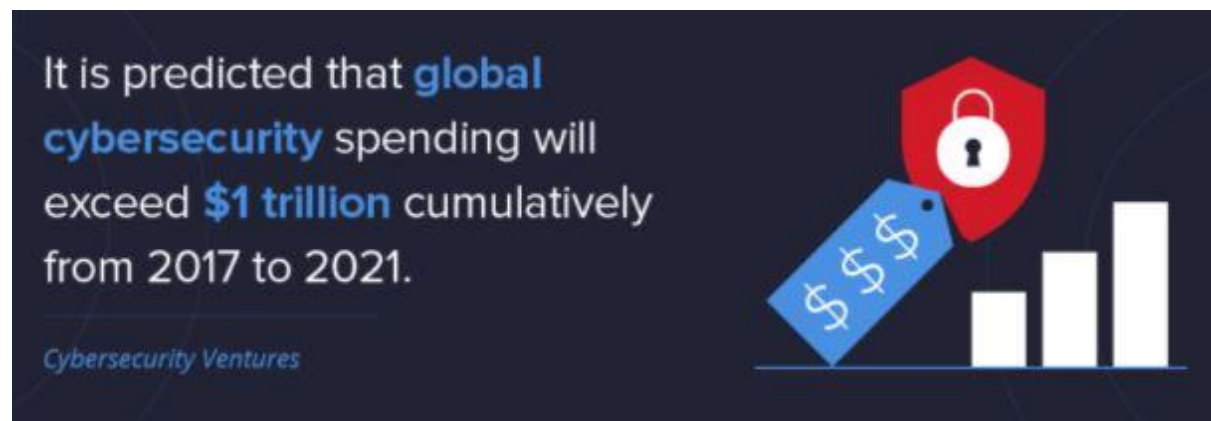 It is predicted that global
cybersecurity spending will
exceed $1 trillion cumulatively
from 2017 to 2021.
Cybersecurity Ventures
$ $ $